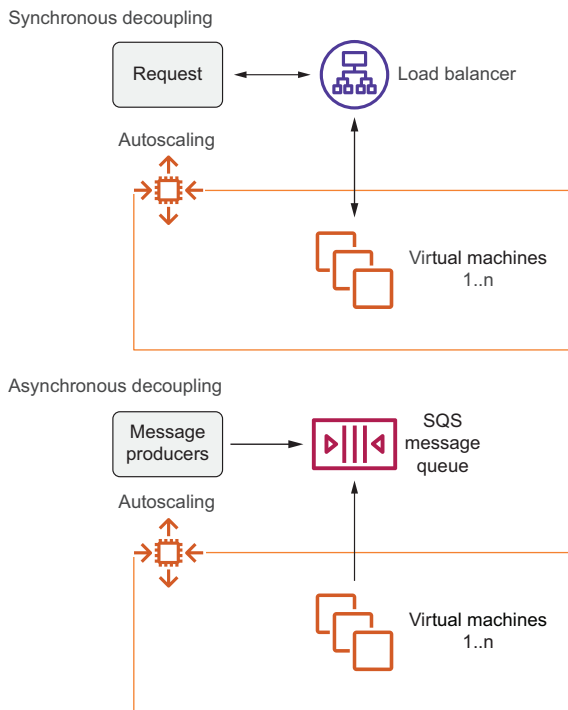 Synchronous decoupling
Request
Load balancer
Autoscaling
Virtual machines
1..n
Asynchronous decoupling
Message
producers
SQS
message
queue
Autoscaling
Virtual machines
1..n